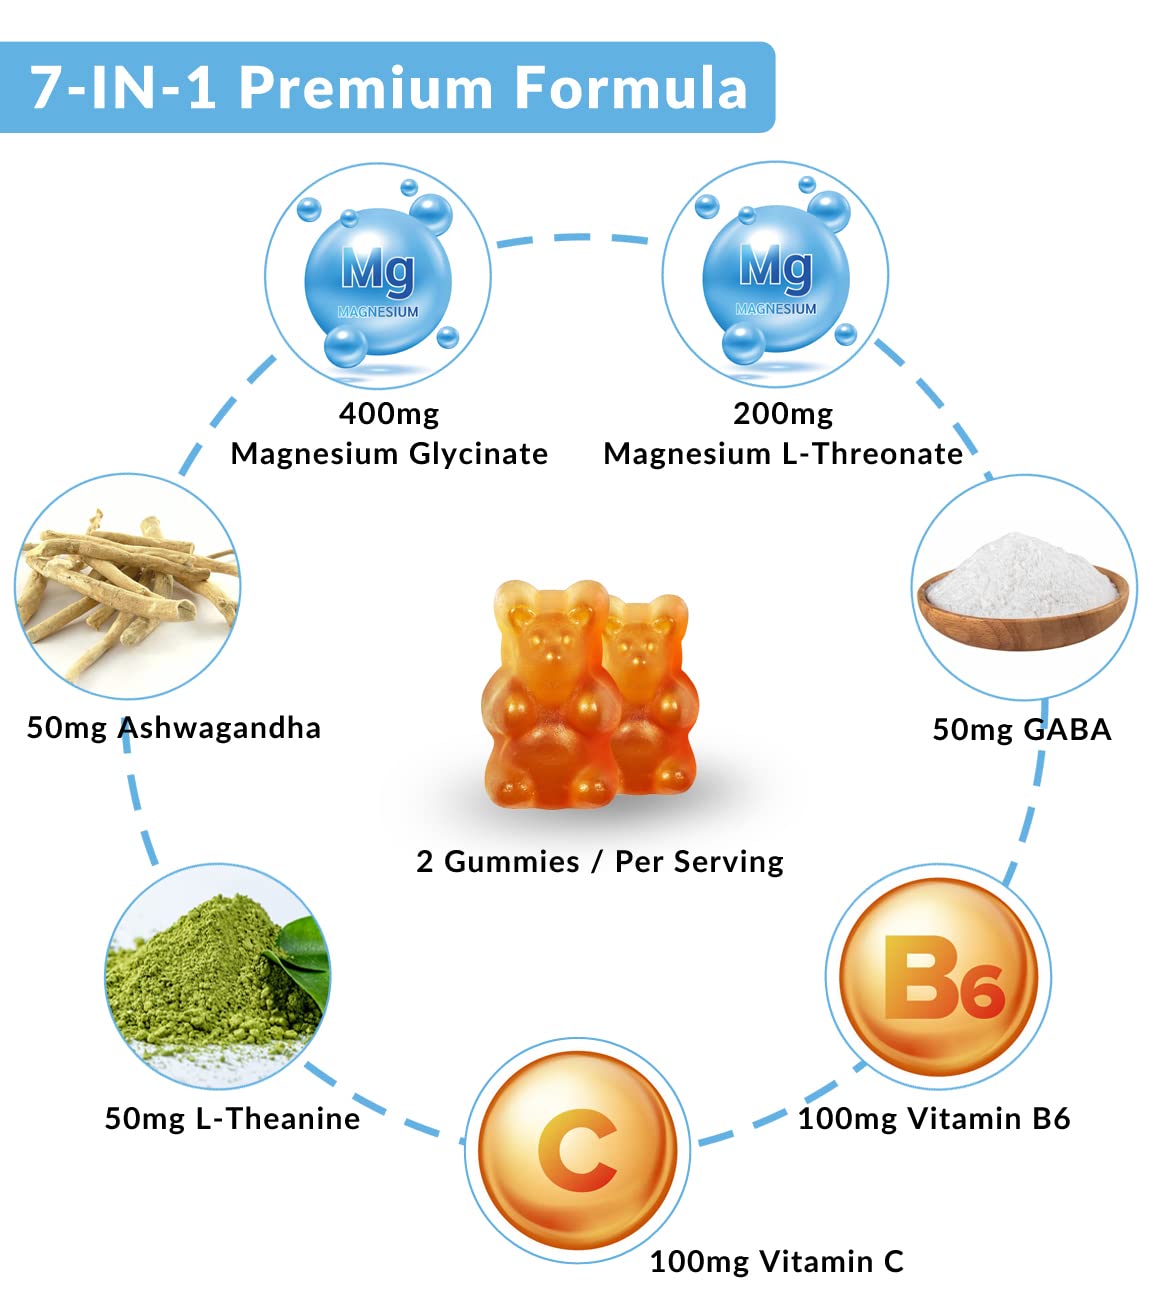 7-IN-1 Premium Formula
Mg
MAGNESIUM
Mg
MAGNESIUM
400mg
Magnesium Glycinate
200mg
Magnesium L-Threonate
50mg Ashwagandha
50mg GABA
2 Gummies / Per Serving
B6
50mg L-Theanine
100mg Vitamin B6
C
100mg Vitamin C